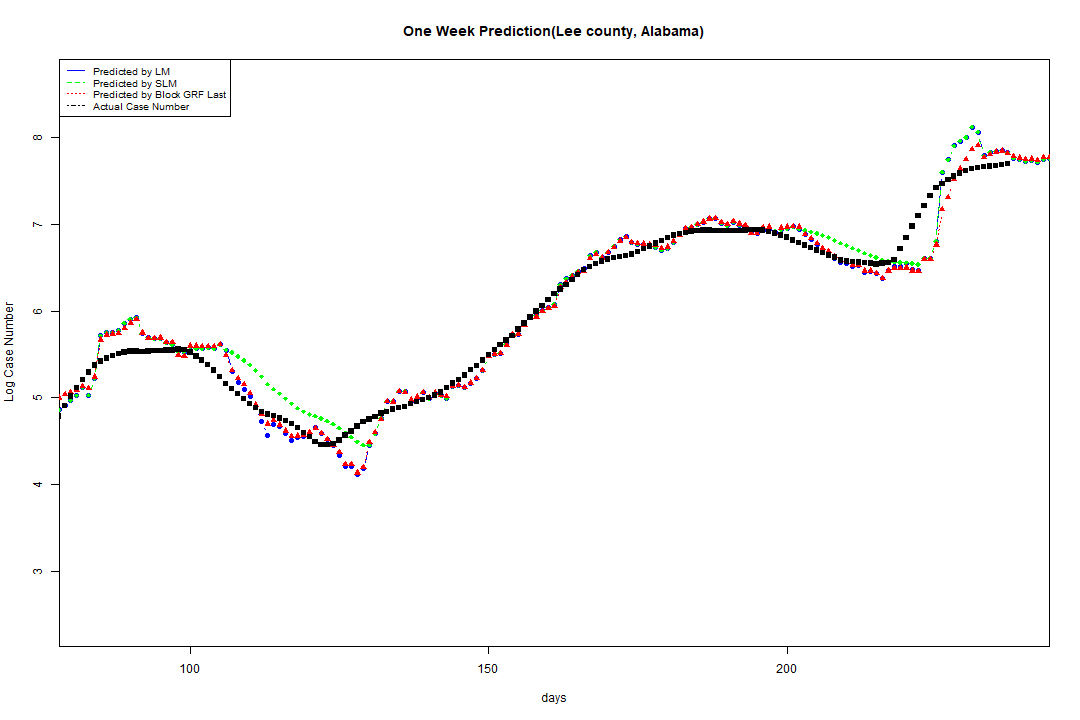 One Week Prediction(Lee county, Alabama)
Predicted by LM
Predicted by SLM
Predicted by Block GRF Last
Actual Case Number
8
7
6
5
4
3
Log Case Number
100 150 200
days